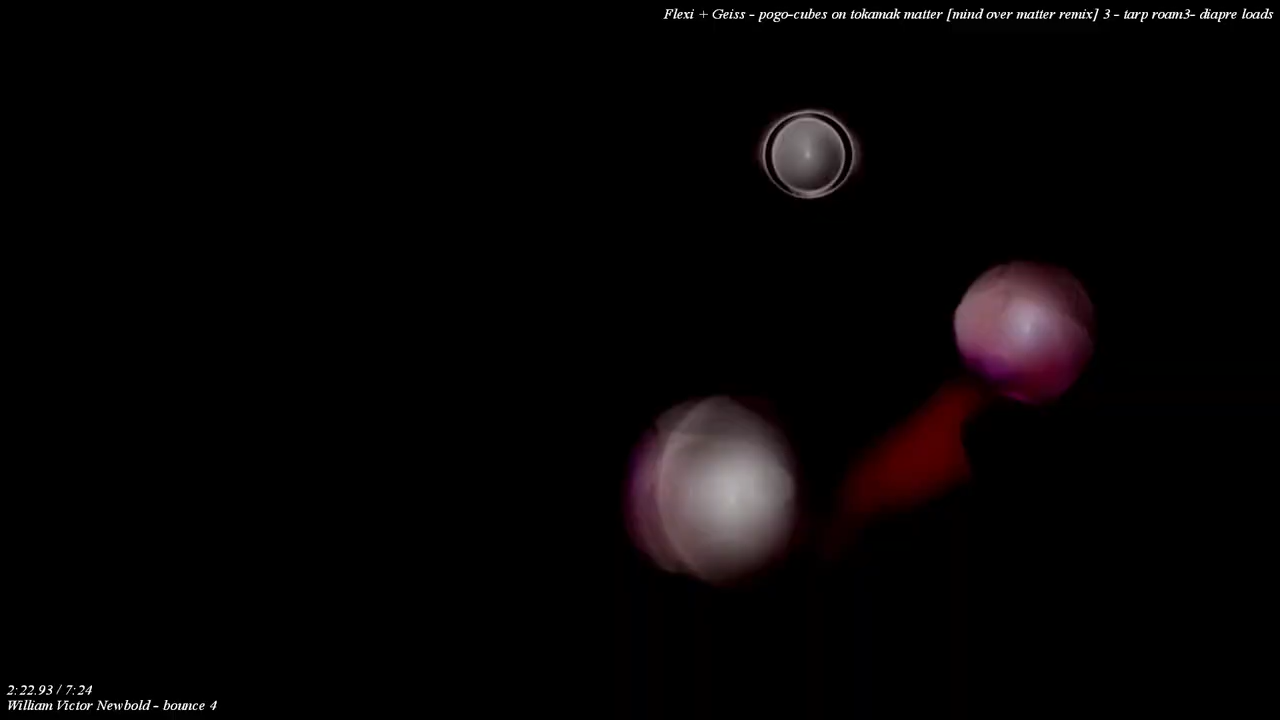 Flexi + Geiss - pogo-cubes on tokamak matter [mind over matter remix] 3 - tarp roam3- diapre loads
2:22.93 / 7:24
William Victor Newbold - bounce 4